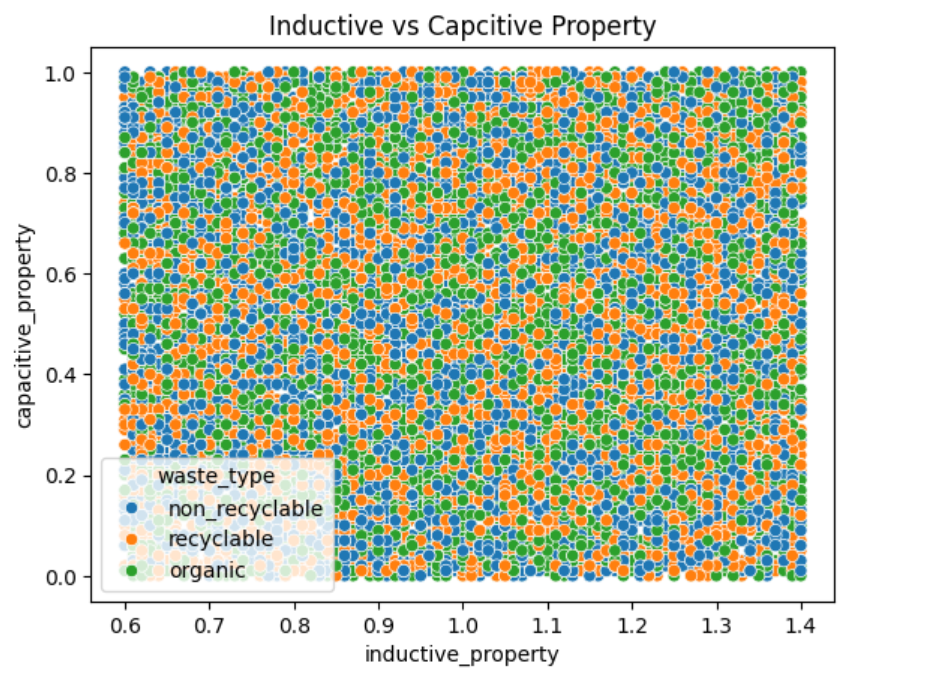 Inductive vs Capcitive Property
capacitive_property
1.0
0.8
0.6
0.4
0.2
0.0
waste_type
non_recyclable
recyclable
organic
0.6 0.7 0.8 0.9 1.0 1.1 1.2 1.3 1.4
inductive_property